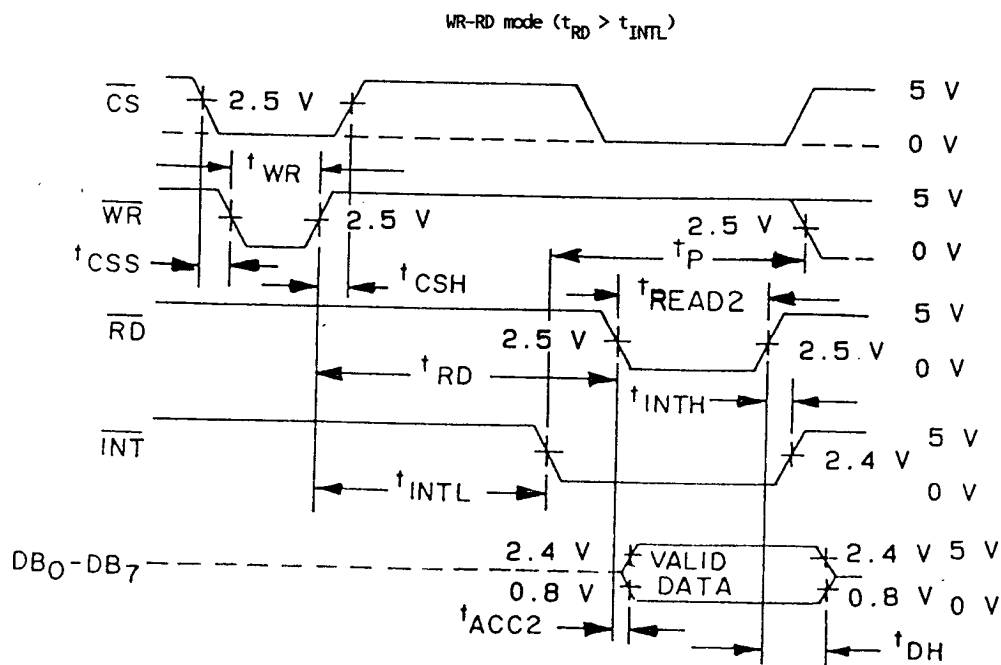 WR-RD mode (tRD > tINTL)
CS 2.5 V 5 V
0 V
tWR
WR 2.5 V 2.5 V 5 V
0 V
tCSS tCSH tP
tREAD2
RD 2.5 V 2.5 V 5 V
0 V
tRD
tINTH
INT 2.4 V 5 V
0 V
tINTL
DB0-DB7 2.4 V VALID 2.4 V 5 V
0.8 V DATA 0.8 V 0 V
tACC2 tDH